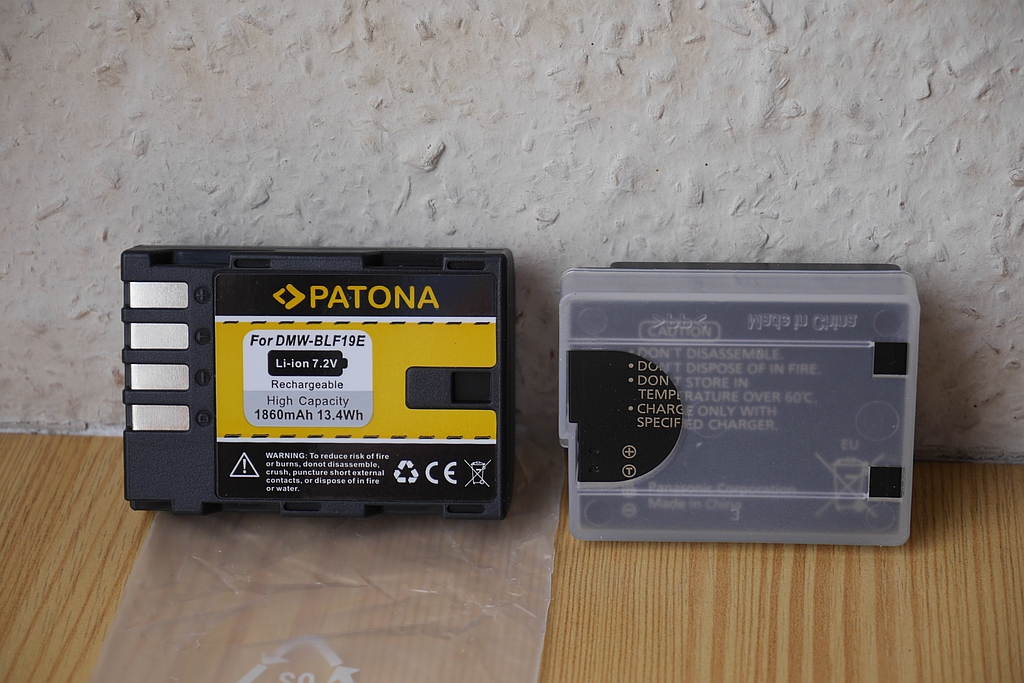 PATONA
For DMW-BLF19E
Li-ion 7.2V
Rechargeable
High Capacity
1860mAh 13.4Wh
WARNING: To reduce risk of fire
or burns, donot disassemble,
crush, puncture short external
contacts, or dispose of in fire
or water.
CE
>PP<
Made in China
CAUTION
• DON'T DISASSEMBLE.
• DON'T DISPOSE OF IN FIRE.
• DON'T STORE IN
TEMPERATURE OVER 60°C.
• CHARGE ONLY WITH
SPECIFIED CHARGER.
T
EU
Panasonic Corporation
Made in China